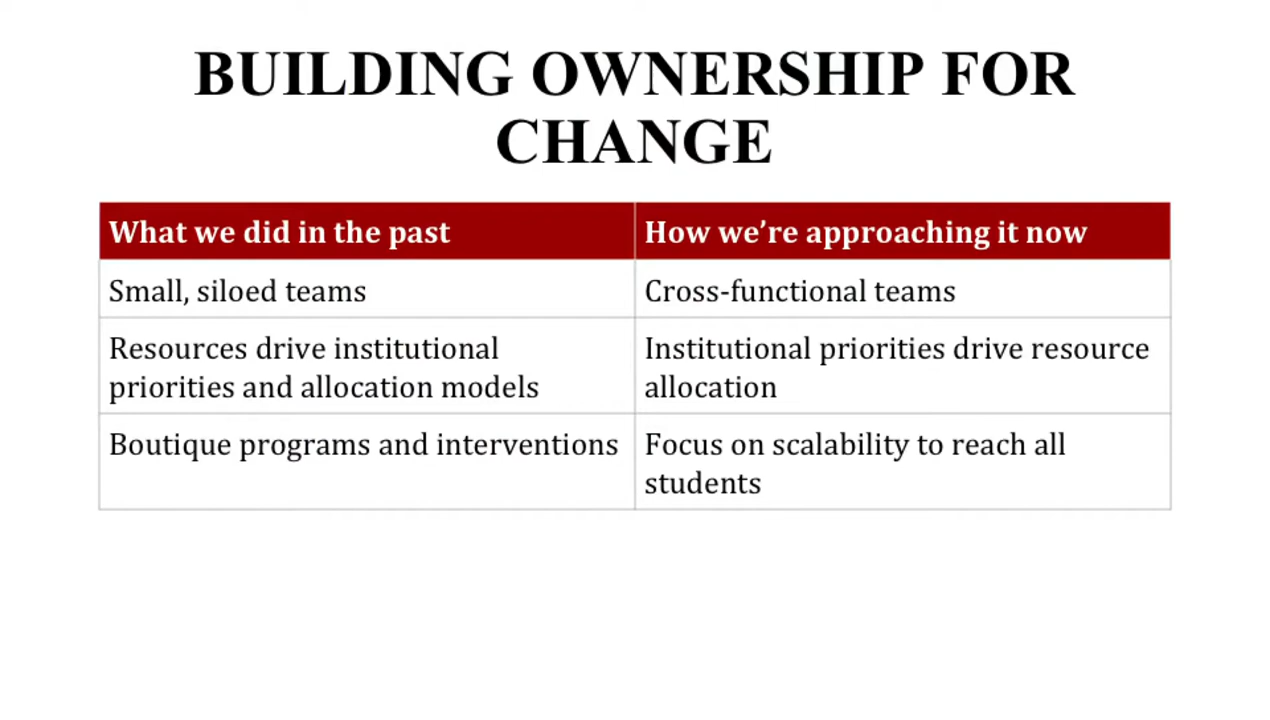 BUILDING OWNERSHIP FOR
CHANGE
What we did in the past
How we’re approaching it now
Small, siloed teams
Cross-functional teams
Resources drive institutional
priorities and allocation models
Institutional priorities drive resource
allocation
Boutique programs and interventions
Focus on scalability to reach all
students